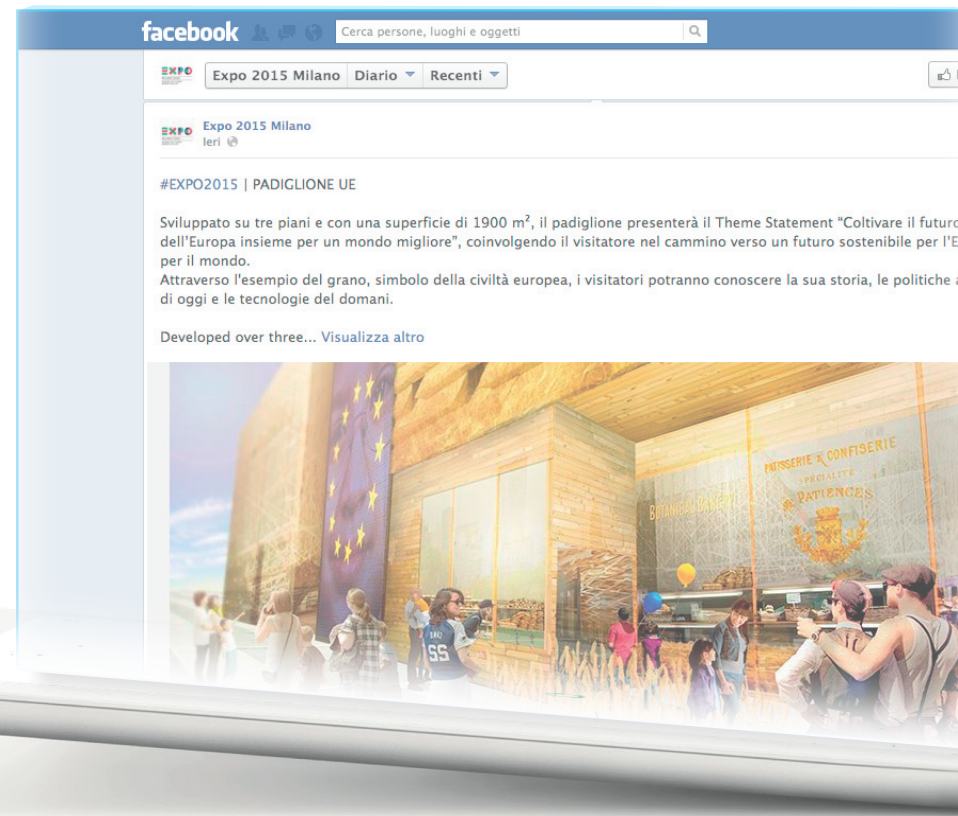 facebook
Cerca persone, luoghi e oggetti
EXPO
Expo 2015 Milano Diario Recenti
EXPO
Expo 2015 Milano
Ieri
#EXPO2015 | PADIGLIONE UE
Sviluppato su tre piani e con una superficie di 1900 m², il padiglione presenterà il Theme Statement “Coltivare il futuro
dell'Europa insieme per un mondo migliore”, coinvolgendo il visitatore nel cammino verso un futuro sostenibile per l'E
per il mondo.
Attraverso l'esempio del grano, simbolo della civiltà europea, i visitatori potranno conoscere la sua storia, le politiche a
di oggi e le tecnologie del domani.
Developed over three... Visualizza altro
PATISSERIE & CONFISERIE
SPECIALITE
PATIENCES
BOTANICAL BAKERY
55